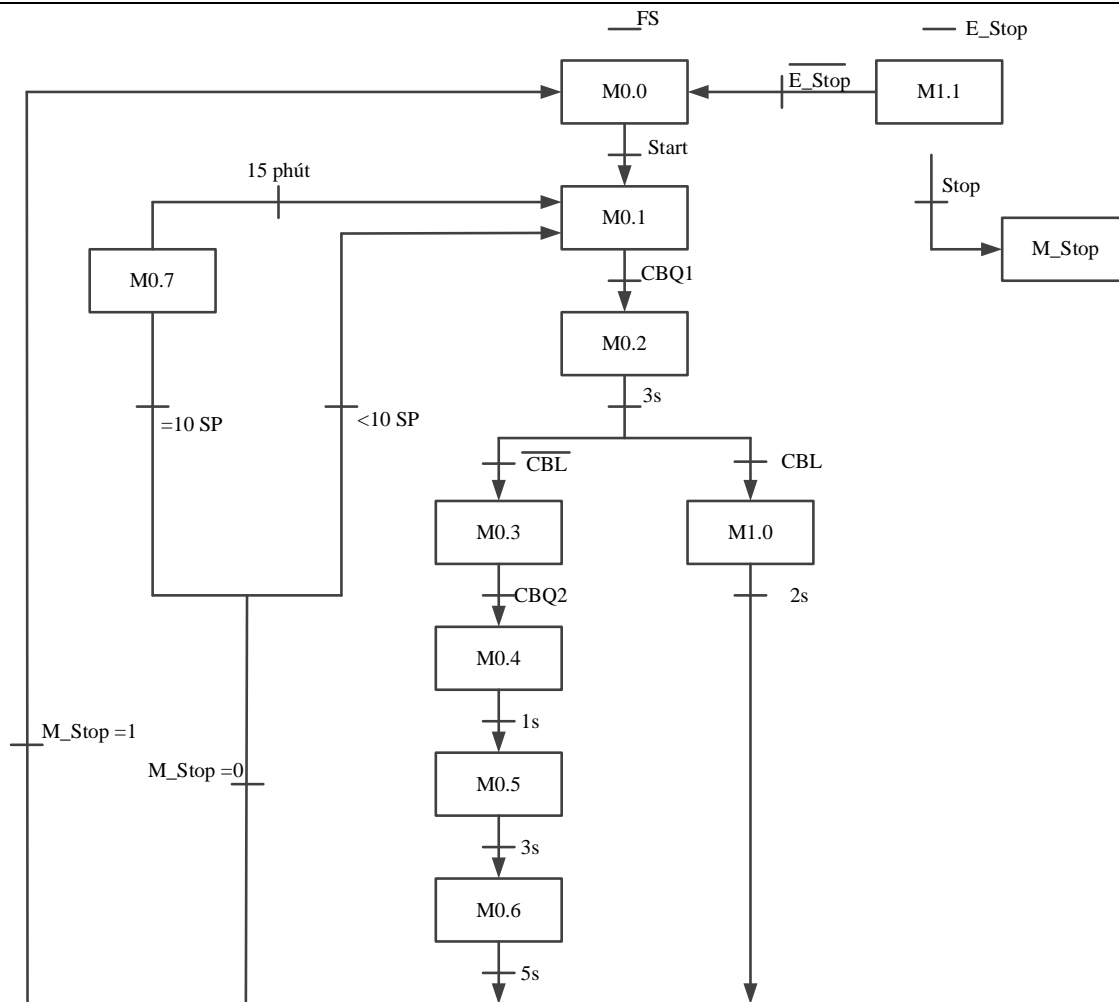 FS
E_Stop
E_Stop
M0.0
M1.1
Start
15 phút
Stop
M0.1
M_Stop
M0.7
CBQ1
M0.2
3s
=10 SP
<10 SP
CBL
CBL
M0.3
M1.0
CBQ2
2s
M0.4
1s
M_Stop =1
M_Stop =0
M0.5
3s
M0.6
5s